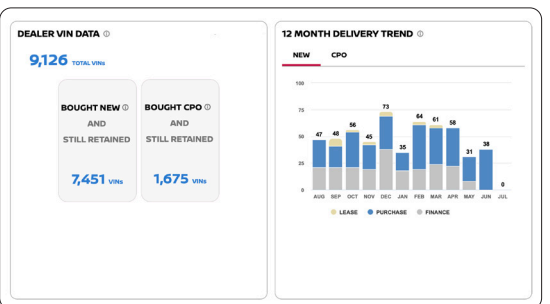 DEALER VIN DATA ⓘ
9,126 TOTAL VINs
BOUGHT NEW ⓘ
AND
STILL RETAINED
7,451 VINs
BOUGHT CPO ⓘ
AND
STILL RETAINED
1,675 VINs
12 MONTH DELIVERY TREND ⓘ
NEW CPO
100
75
50
25
0
47 48 56 45 73 35 64 61 58 31 38 0
AUG SEP OCT NOV DEC JAN FEB MAR APR MAY JUN JUL
LEASE PURCHASE FINANCE